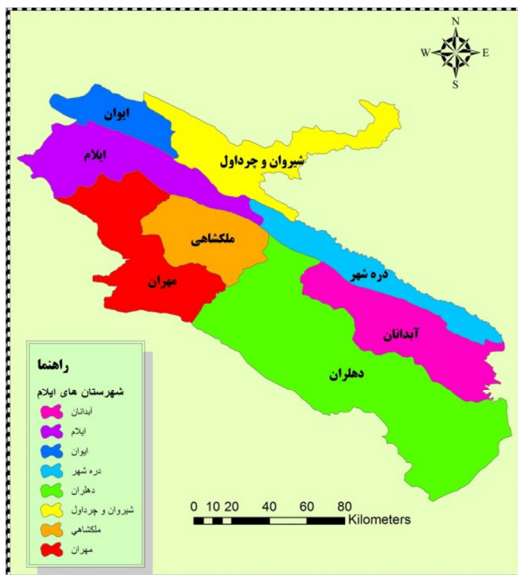 N
W E
S
ایوان
ایلام
شیروان و چرداول
ملکشاهی
دره شهر
مهران
آبدانان
دهلران
راهنما
شهرستان های ایلام
آبدانان
ایلام
ایوان
دره شهر
دهلران
شیروان و چرداول
ملکشاهي
مهران
0 10 20 40 60 80
Kilometers